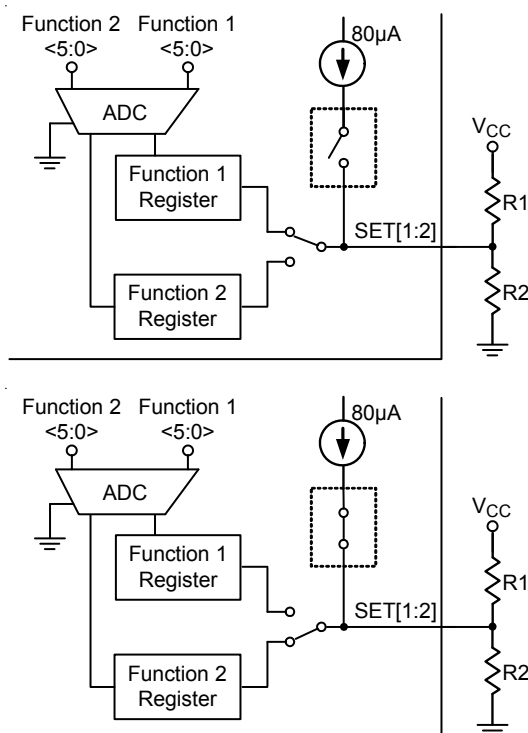 Function 2 Function 1
<5:0> <5:0>
80µA
ADC
VCC
Function 1
Register
R1
SET[1:2]
Function 2
Register
R2
Function 2 Function 1
<5:0> <5:0>
80µA
ADC
VCC
Function 1
Register
R1
SET[1:2]
Function 2
Register
R2